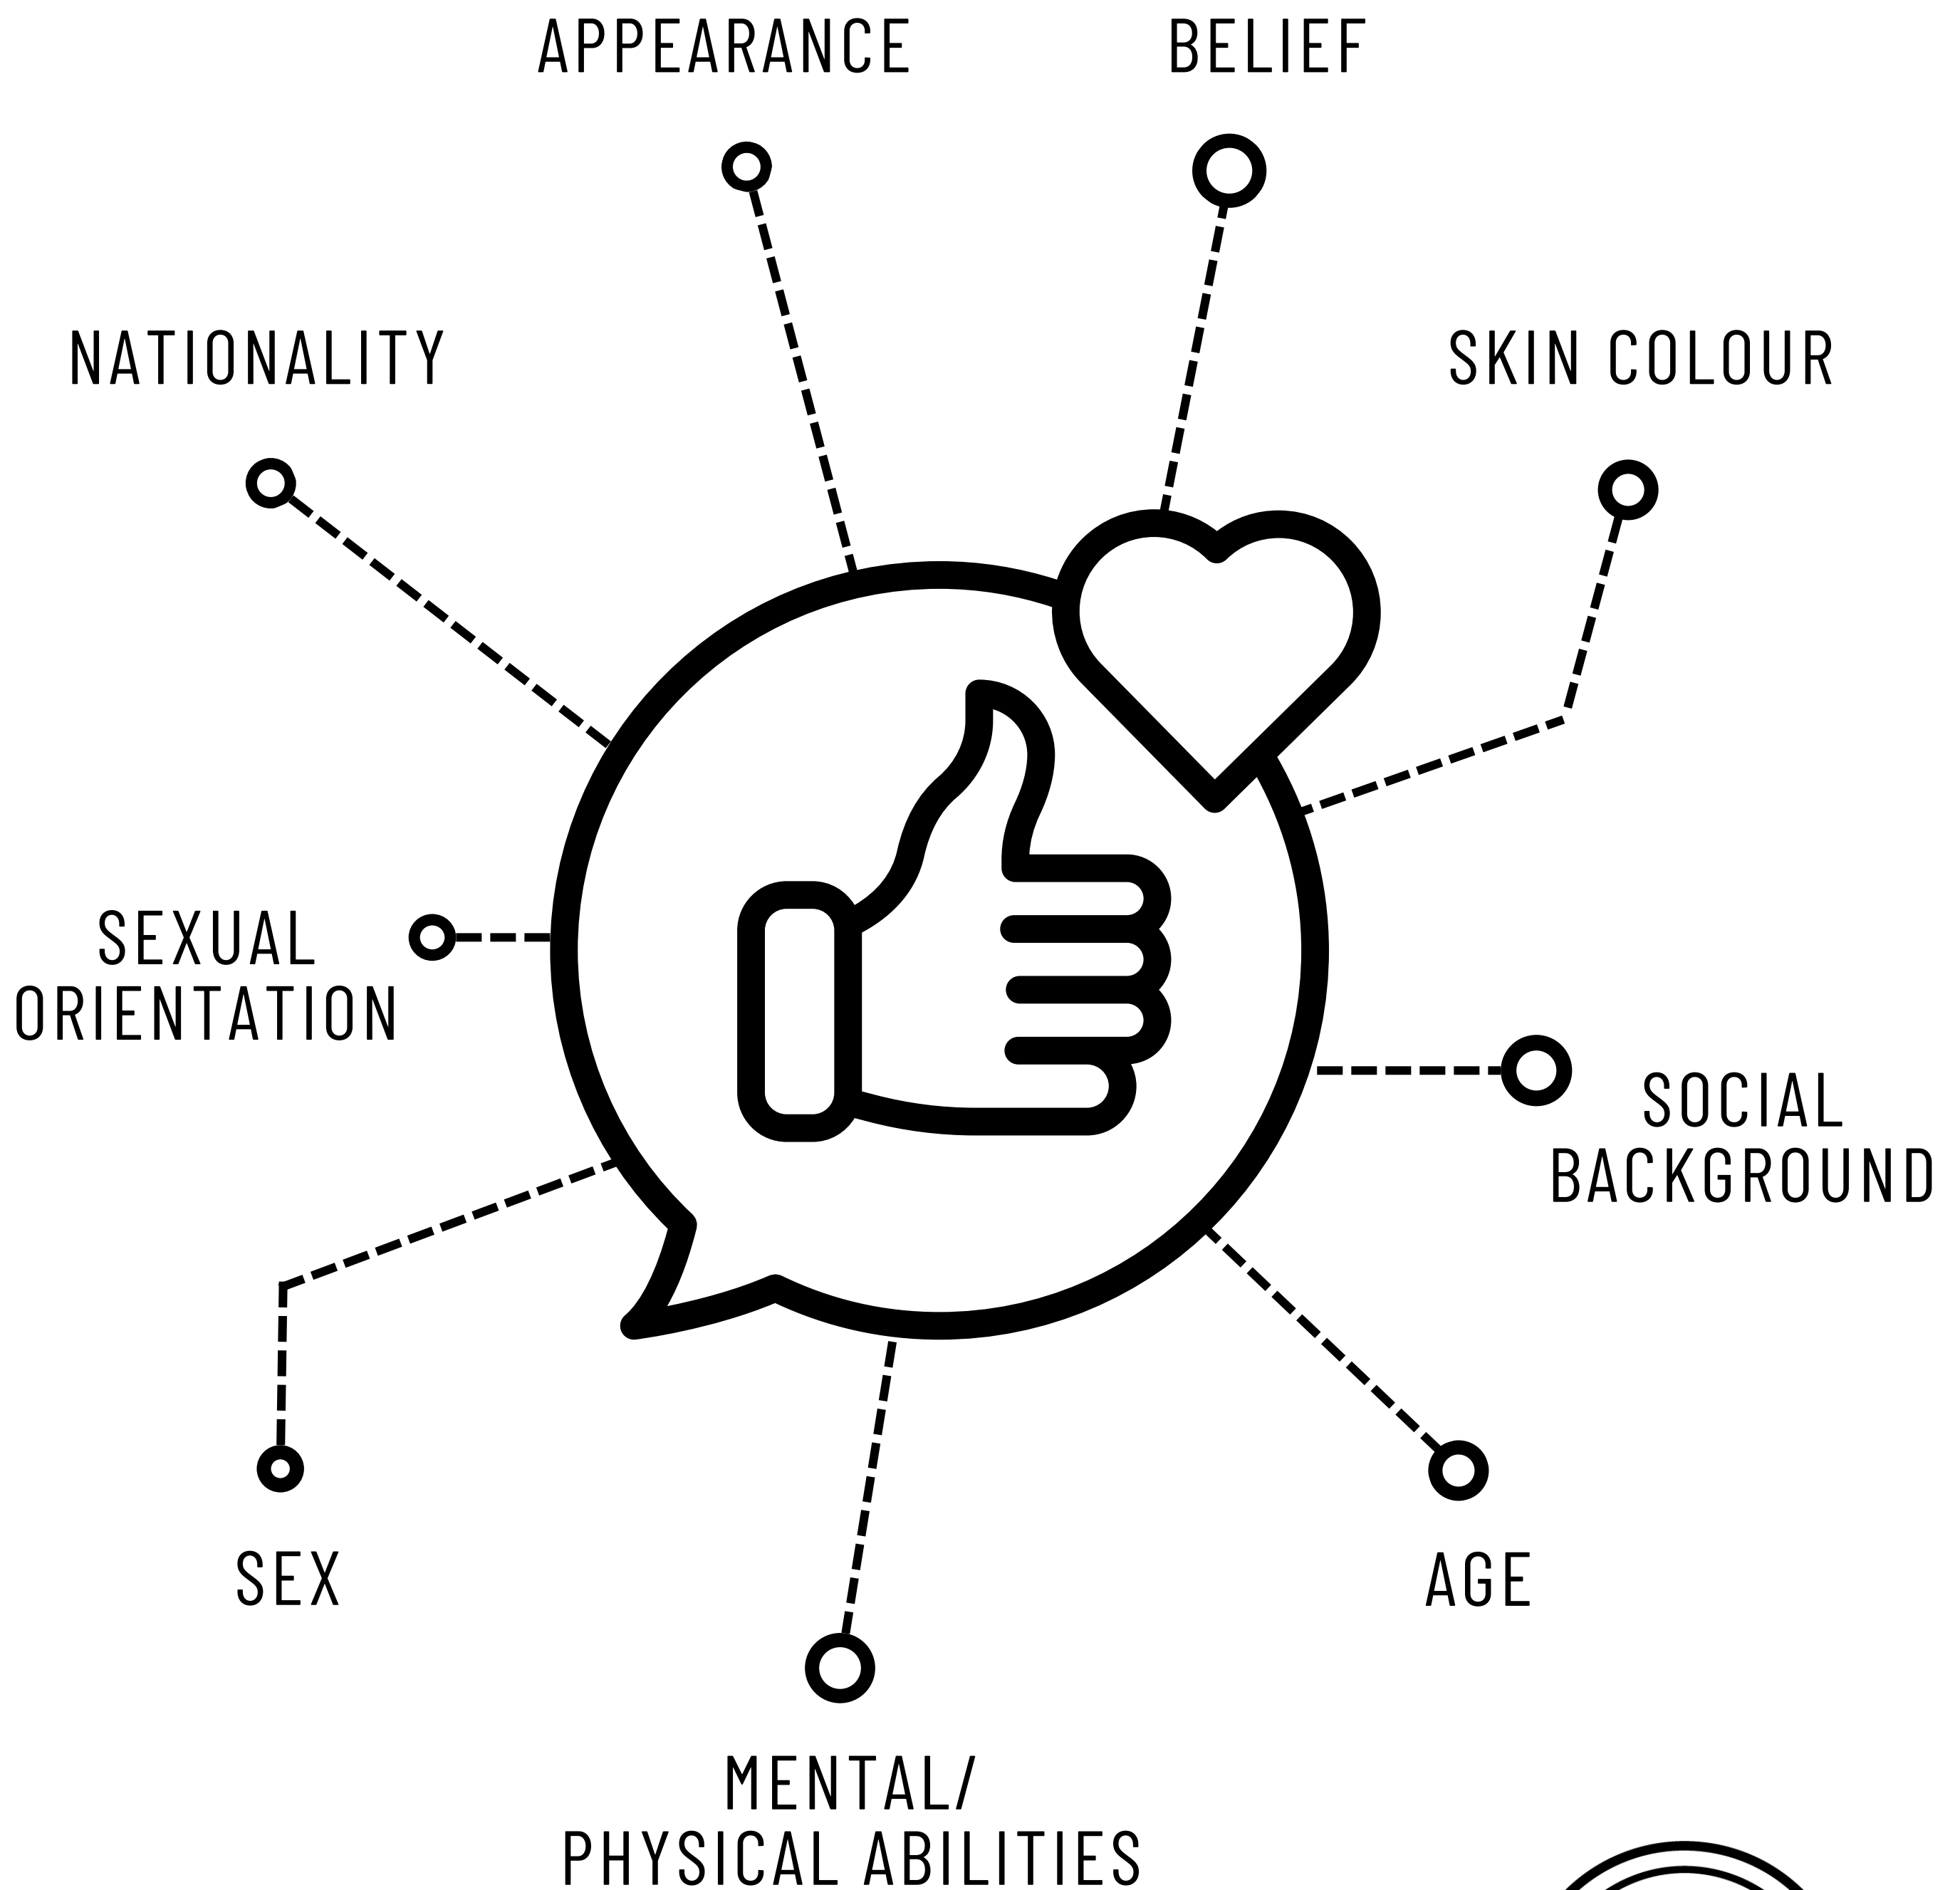 APPEARANCE
BELIEF
NATIONALITY
SKIN COLOUR
SEXUAL
ORIENTATION
SOCIAL
BACKGROUND
SEX
AGE
MENTAL/
PHYSICAL ABILITIES